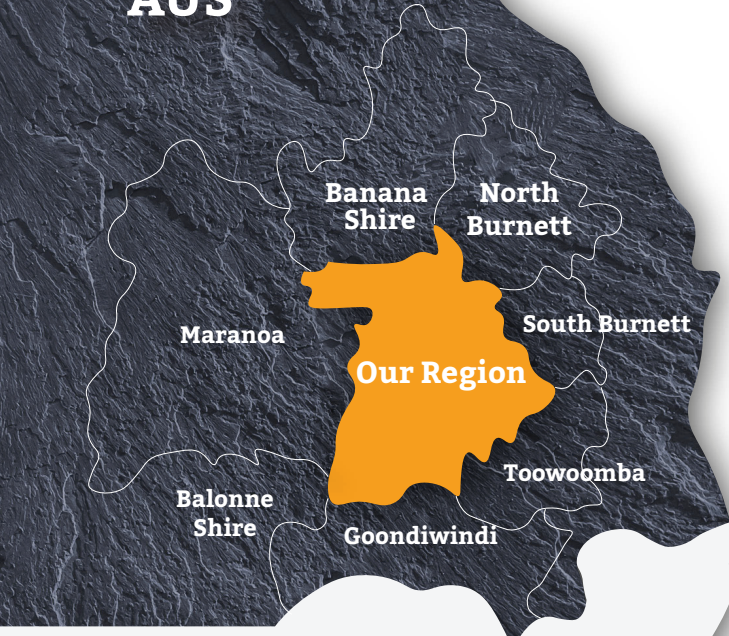 AUS
Banana
Shire
North
Burnett
South Burnett
Maranoa
Our Region
Toowoomba
Balonne
Shire
Goondiwindi